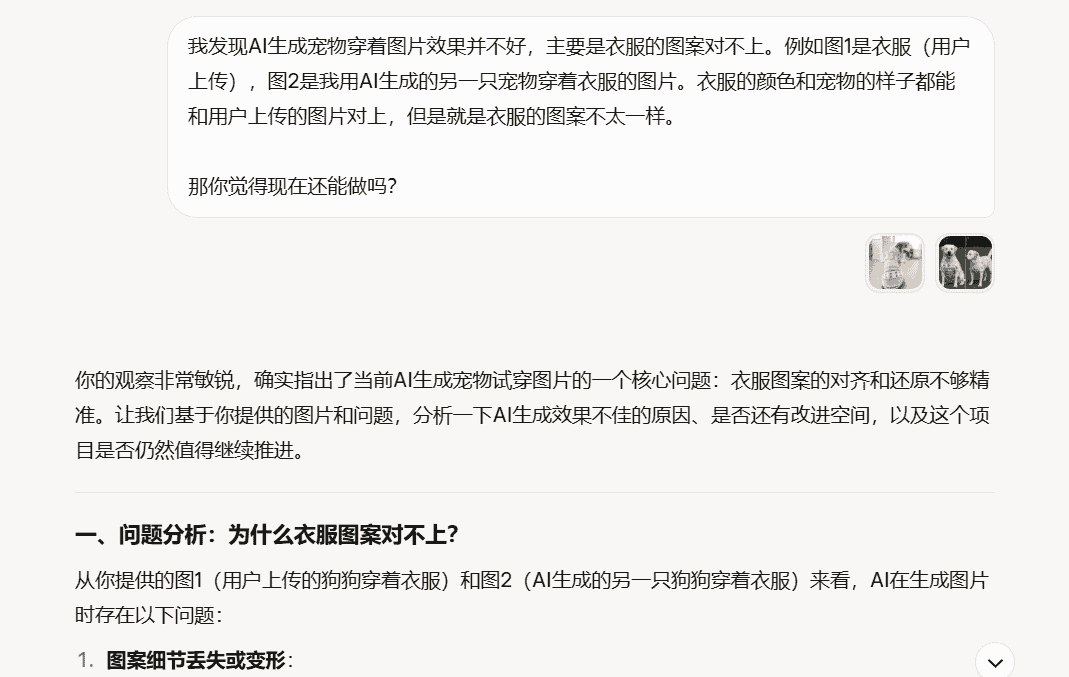 我发现AI生成宠物穿着图片效果并不好，主要是衣服的图案对不上。例如图1是衣服（用户
上传），图2是我用AI生成的另一只宠物穿着衣服的图片。衣服的颜色和宠物的样子都能
和用户上传的图片对上，但是就是衣服的图案不太一样。
那你觉得现在还能做吗？
你的观察非常敏锐，确实指出了当前AI生成宠物试穿图片的一个核心问题：衣服图案的对齐和还原不够精
准。让我们基于你提供的图片和问题，分析一下AI生成效果不佳的原因、是否还有改进空间，以及这个项
目是否仍然值得继续推进。
一、问题分析：为什么衣服图案对不上？
从你提供的图1（用户上传的狗狗穿着衣服）和图2（AI生成的另一只狗狗穿着衣服）来看，AI在生成图片
时存在以下问题：
1. 图案细节丢失或变形：